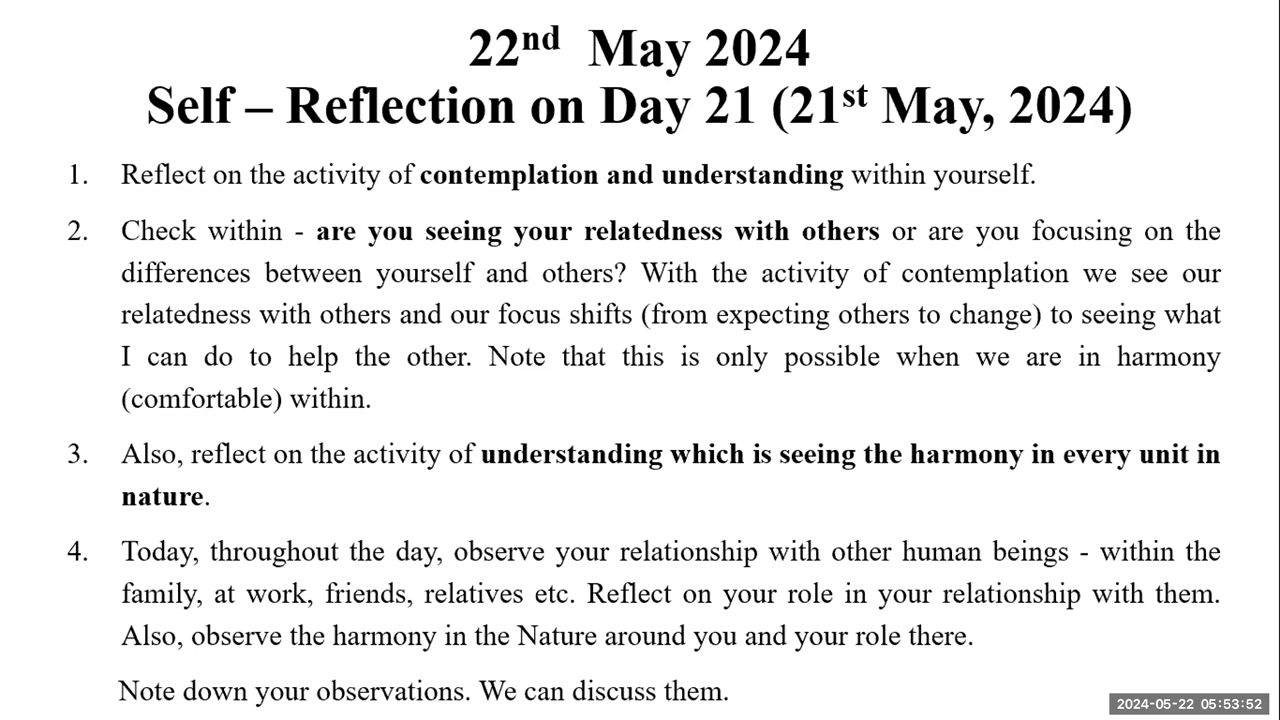 22nd May 2024
Self – Reflection on Day 21 (21st May, 2024)
1. Reflect on the activity of contemplation and understanding within yourself.
2. Check within - are you seeing your relatedness with others or are you focusing on the
differences between yourself and others? With the activity of contemplation we see our
relatedness with others and our focus shifts (from expecting others to change) to seeing what
I can do to help the other. Note that this is only possible when we are in harmony
(comfortable) within.
3. Also, reflect on the activity of understanding which is seeing the harmony in every unit in
nature.
4. Today, throughout the day, observe your relationship with other human beings - within the
family, at work, friends, relatives etc. Reflect on your role in your relationship with them.
Also, observe the harmony in the Nature around you and your role there.
Note down your observations. We can discuss them.
2024-05-22 05:53:52